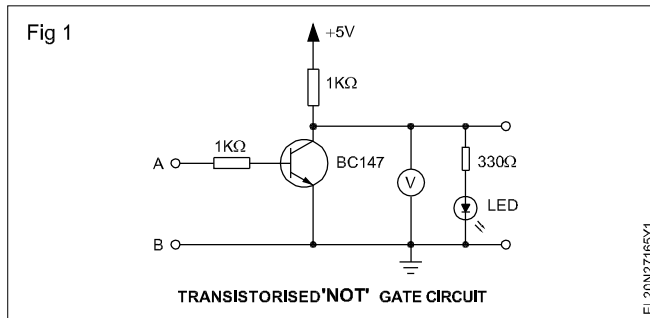 Fig 1
+5V
1KΩ
1KΩ
A
BC147
V
330Ω
LED
B
TRANSISTORISED 'NOT' GATE CIRCUIT
EL20N27165Y1